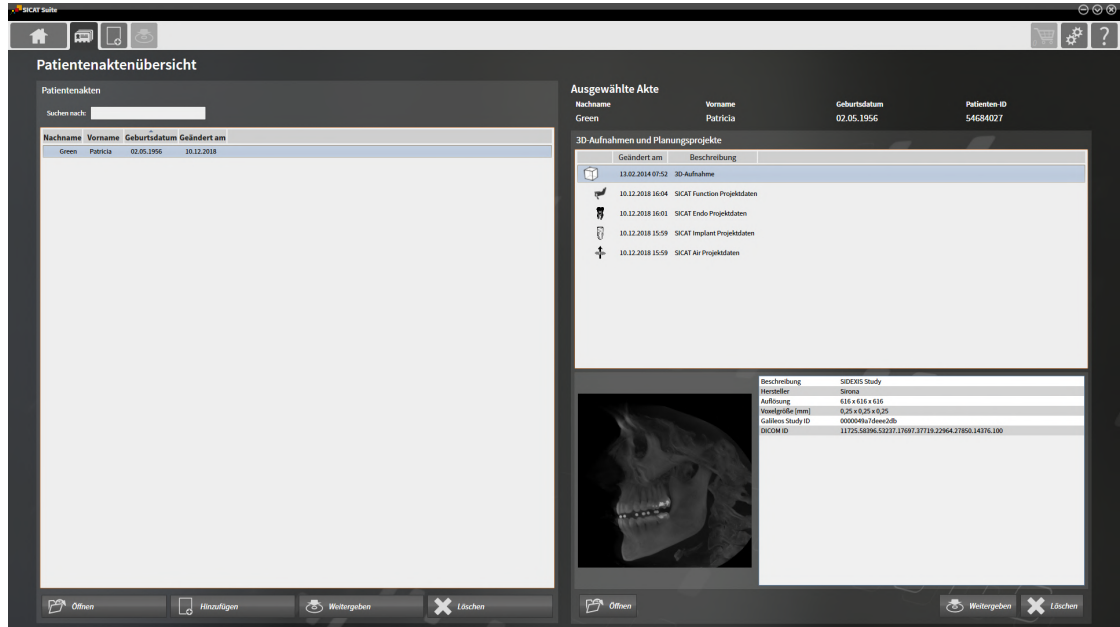 SICAT Suite
?
Patientenaktenübersicht
Patientenakten
Suchen nach:
Nachname Vorname Geburtsdatum Geändert am
Green Patricia 02.05.1956 10.12.2018
Öffnen
Hinzufügen
Weitergeben
Löschen
Ausgewählte Akte
Nachname Vorname Geburtsdatum Patienten-ID
Green Patricia 02.05.1956 54684027
3D-Aufnahmen und Planungsprojekte
Geändert am Beschreibung
13.02.2014 07:52 3D-Aufnahme
10.12.2018 16:04 SICAT Function Projektdaten
10.12.2018 16:01 SICAT Endo Projektdaten
10.12.2018 15:59 SICAT Implant Projektdaten
10.12.2018 15:59 SICAT Air Projektdaten
Beschreibung SIDEXIS Study
Hersteller Sirona
Auflösung 616 x 616 x 616
Voxelgröße [mm] 0,25 x 0,25 x 0,25
Galileos Study ID 0000049a7deee2db
DICOM ID 11725.58396.53237.17697.37719.22964.27850.14376.100
Öffnen
Weitergeben
Löschen